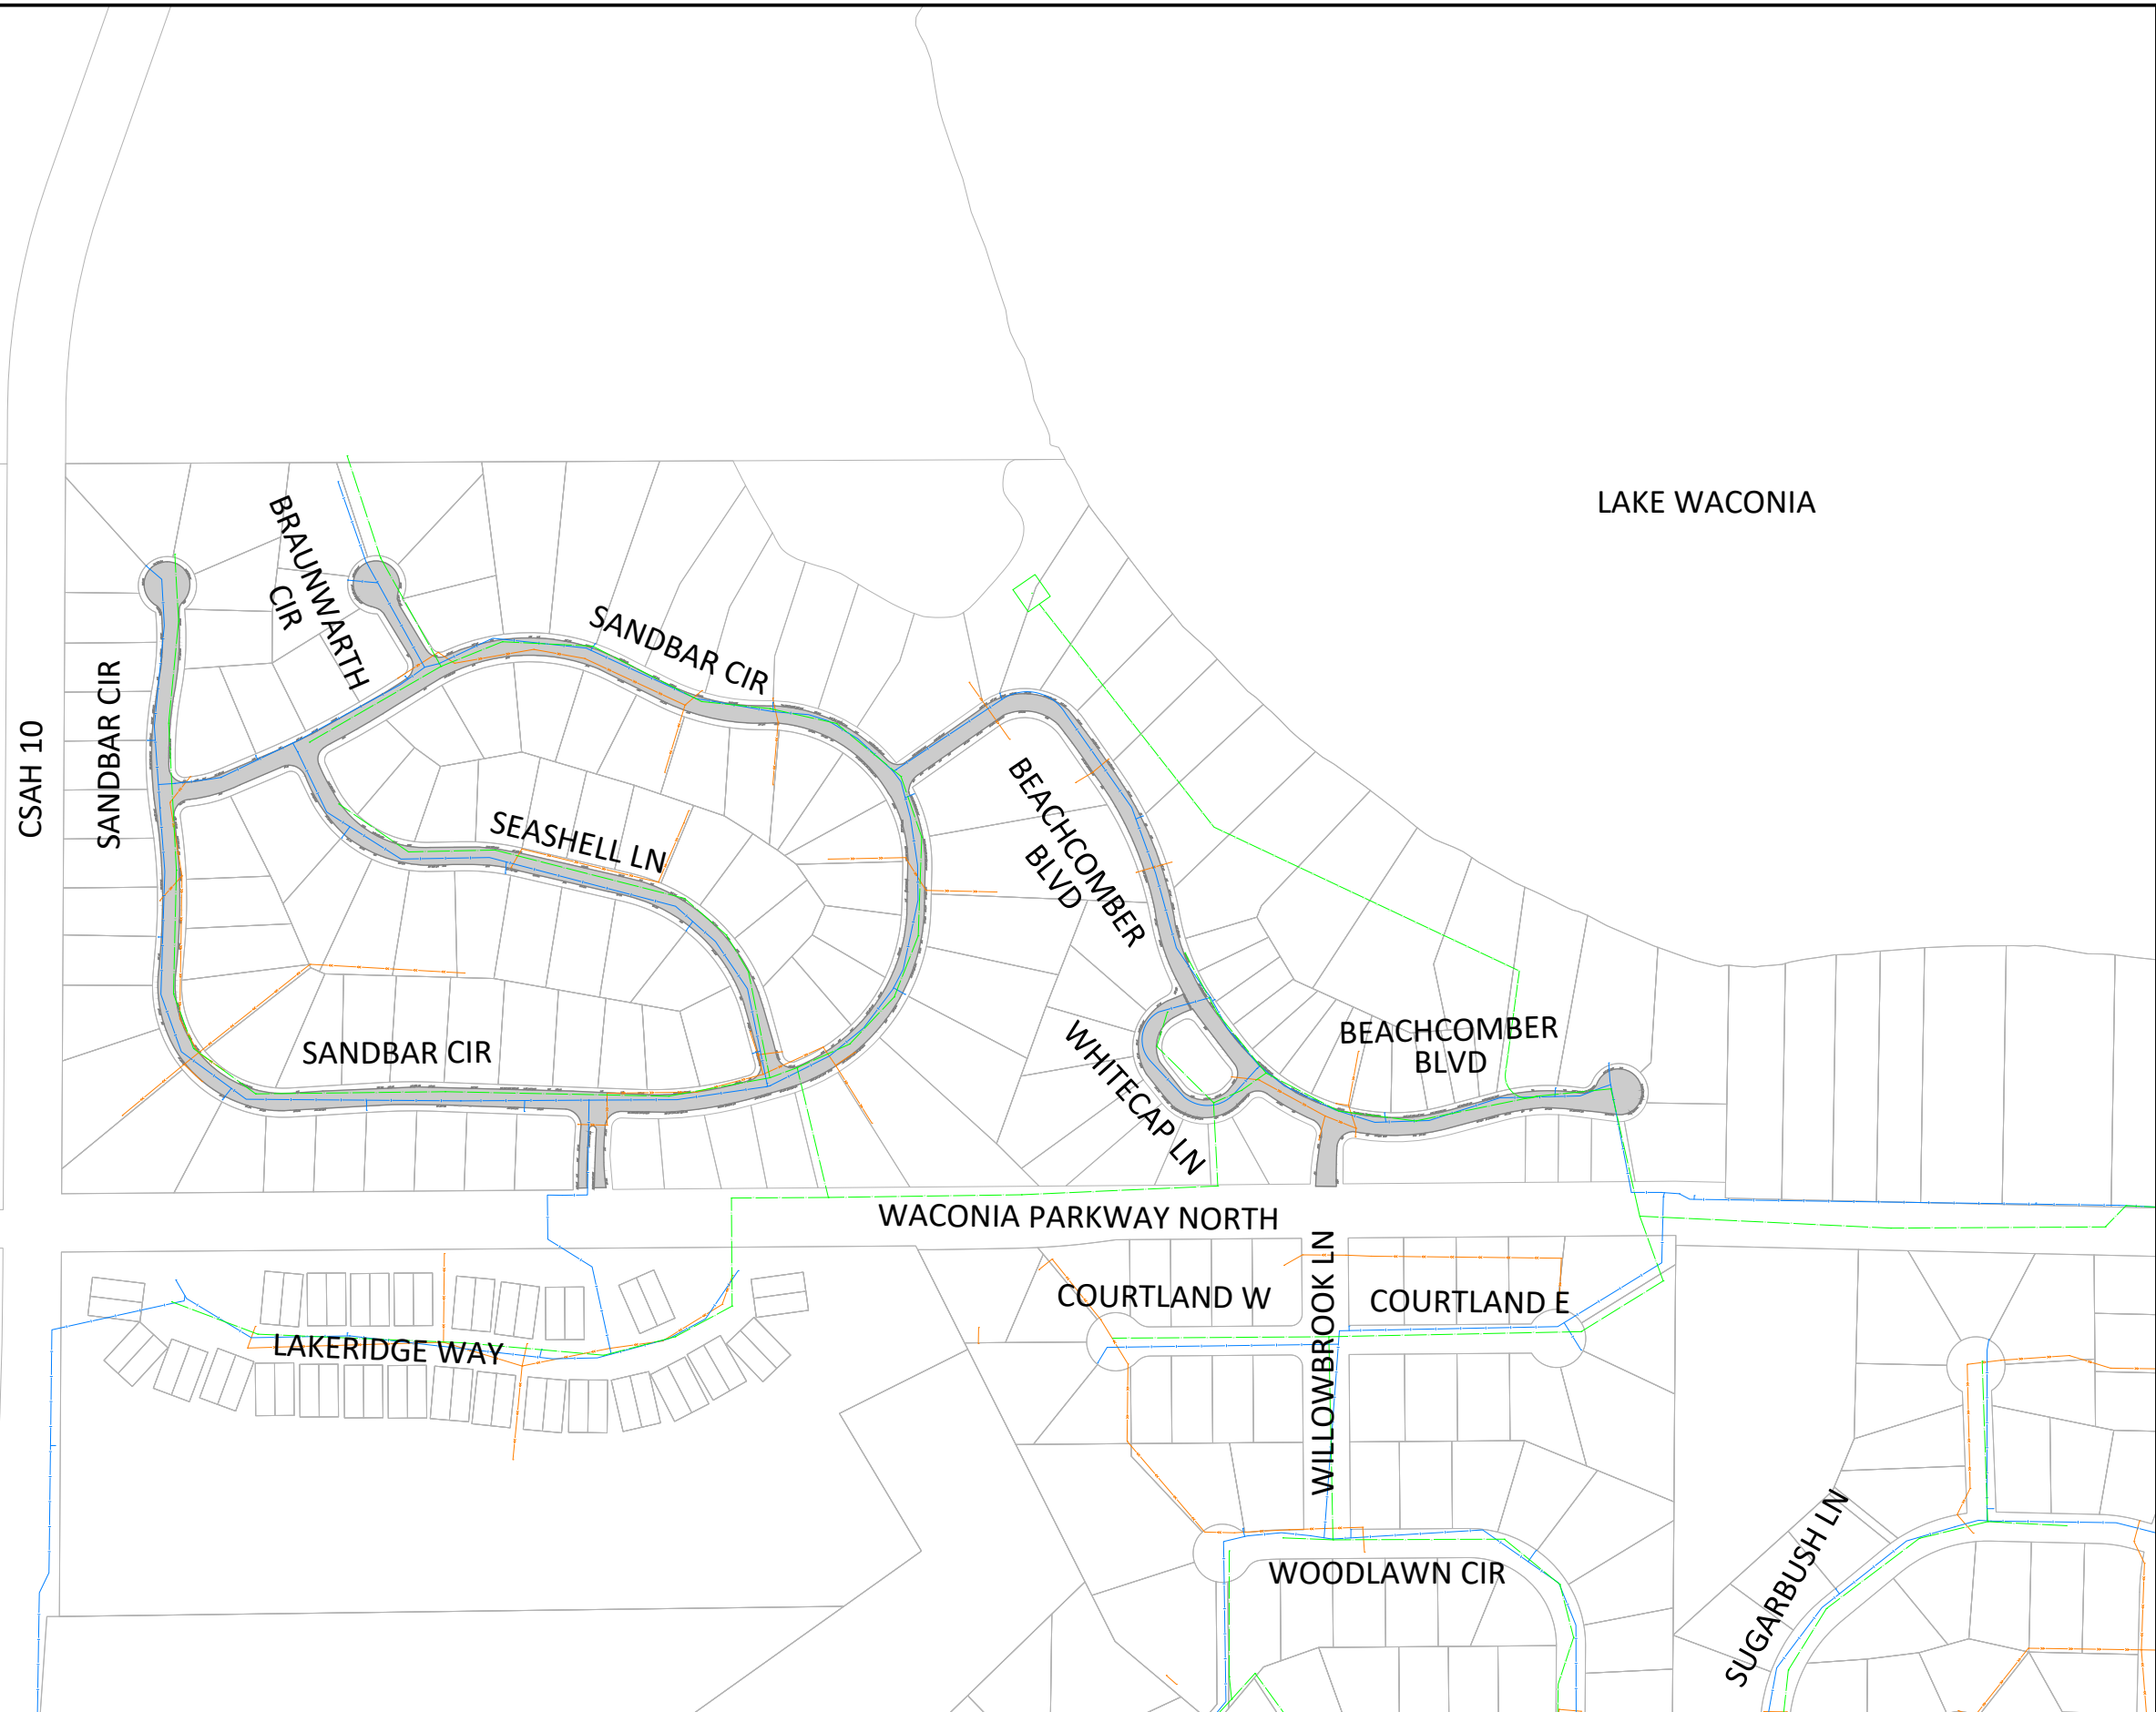 LAKE WACONIA
BRAUNWARTH
CIR
SANDBAR CIR
SANDBAR CIR
CSAH 10
SEASHELL LN
BEACHCOMBER
BLVD
SANDBAR CIR
WHITECAP LN
BEACHCOMBER
BLVD
WACONIA PARKWAY NORTH
COURTLAND W
WILLOWBROOK LN
COURTLAND E
LAKERIDGE WAY
WOODLAWN CIR
SUGARBUSH LN